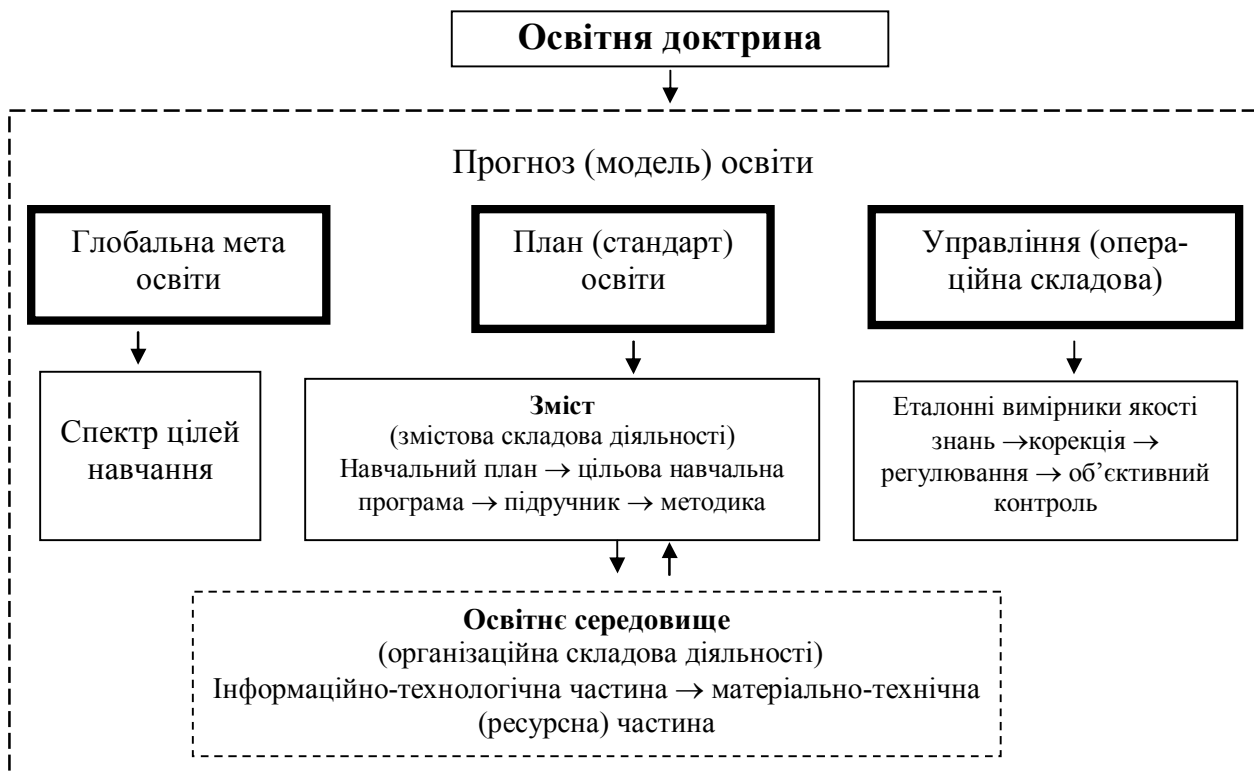 Освітня доктрина
Прогноз (модель) освіти
Глобальна мета
освіти
План (стандарт)
освіти
Управління (опера-
ційна складова)
Спектр цілей
навчання
Зміст
(змістова складова діяльності)
Навчальний план → цільова навчальна
програма → підручник → методика
Еталонні вимірники якості
знань →корекція →
регулювання → об’єктивний
контроль
Освітнє середовище
(організаційна складова діяльності)
Інформаційно-технологічна частина → матеріально-технічна
(ресурсна) частина